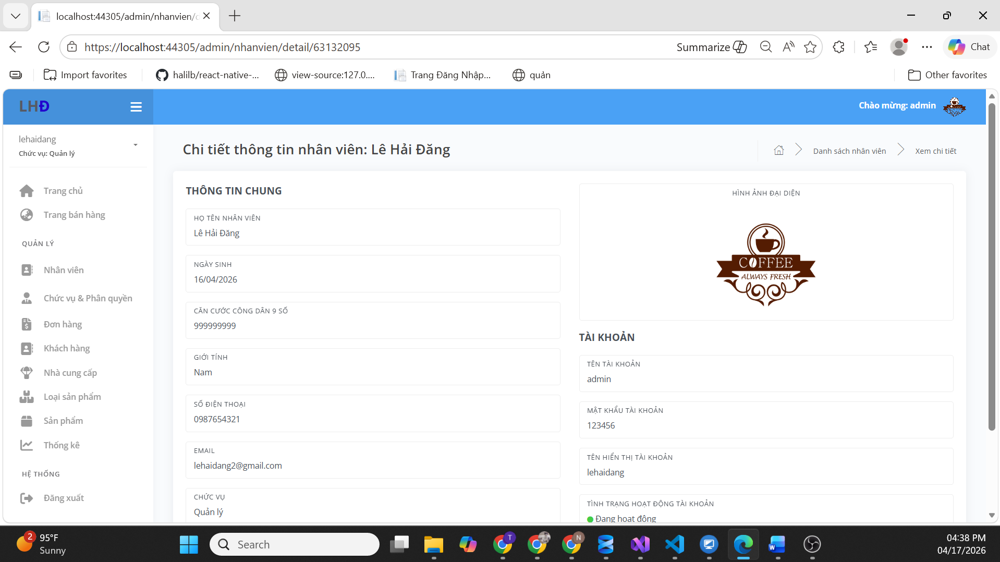 localhost:44305/admin/nhanvien/
https://localhost:44305/admin/nhanvien/detail/63132095
Summarize
Chat
Import favorites
halilb/react-native-...
view-source:127.0....
Trang Đăng Nhập...
quản
Other favorites
LHĐ
Chào mừng: admin
lehaidang
Chức vụ: Quản lý
Trang chủ
Trang bán hàng
QUẢN LÝ
Nhân viên
Chức vụ & Phân quyền
Đơn hàng
Khách hàng
Nhà cung cấp
Loại sản phẩm
Sản phẩm
Thống kê
HỆ THỐNG
Đăng xuất
Chi tiết thông tin nhân viên: Lê Hải Đăng
Danh sách nhân viên
Xem chi tiết
THÔNG TIN CHUNG
HỌ TÊN NHÂN VIÊN
Lê Hải Đăng
NGÀY SINH
16/04/2026
CĂN CƯỚC CÔNG DÂN 9 SỐ
999999999
GIỚI TÍNH
Nam
SỐ ĐIỆN THOẠI
0987654321
EMAIL
lehaidang2@gmail.com
CHỨC VỤ
Quản lý
HÌNH ẢNH ĐẠI DIỆN
COFFEE
ALWAYS FRESH
TÀI KHOẢN
TÊN TÀI KHOẢN
admin
MẬT KHẨU TÀI KHOẢN
123456
TÊN HIỂN THỊ TÀI KHOẢN
lehaidang
TÌNH TRẠNG HOẠT ĐỘNG TÀI KHOẢN
Đang hoạt động
2
95°F
Sunny
Search
T
N
04:38 PM
04/17/2026